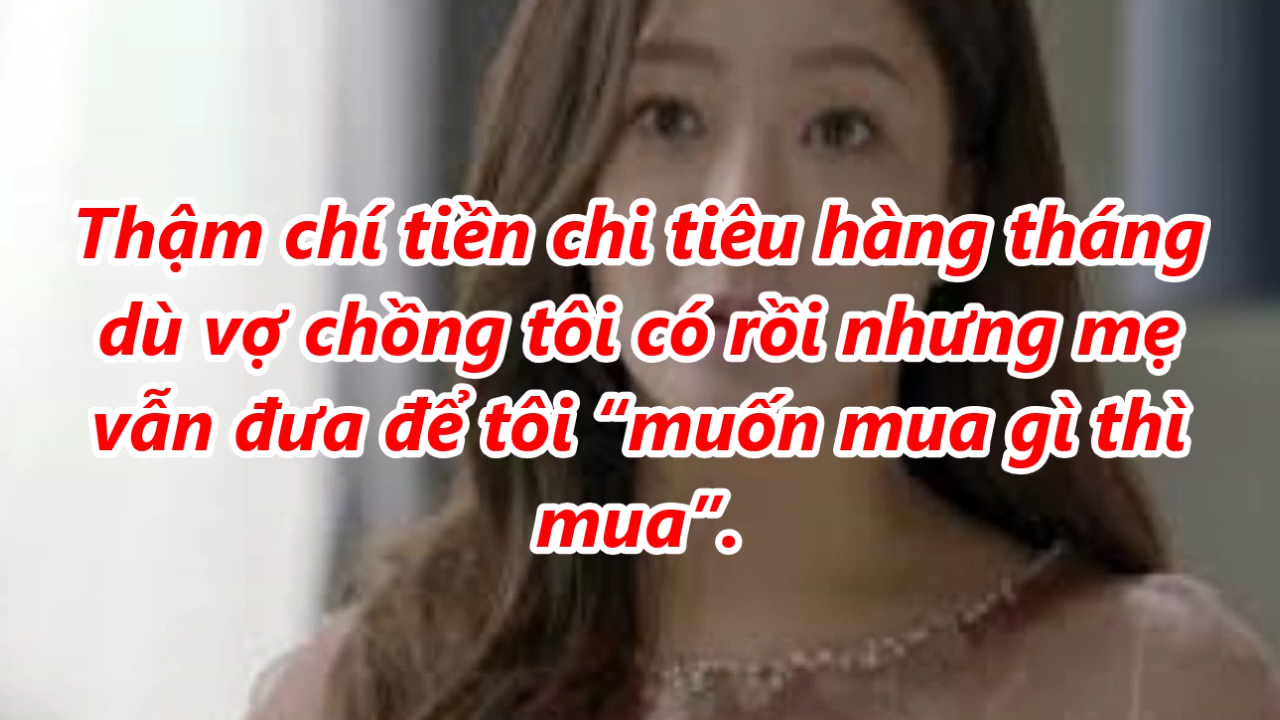 Thậm chí tiền chi tiêu hàng tháng
dù vợ chồng tôi có rồi nhưng mẹ
vẫn đưa để tôi “muốn mua gì thì
mua”.